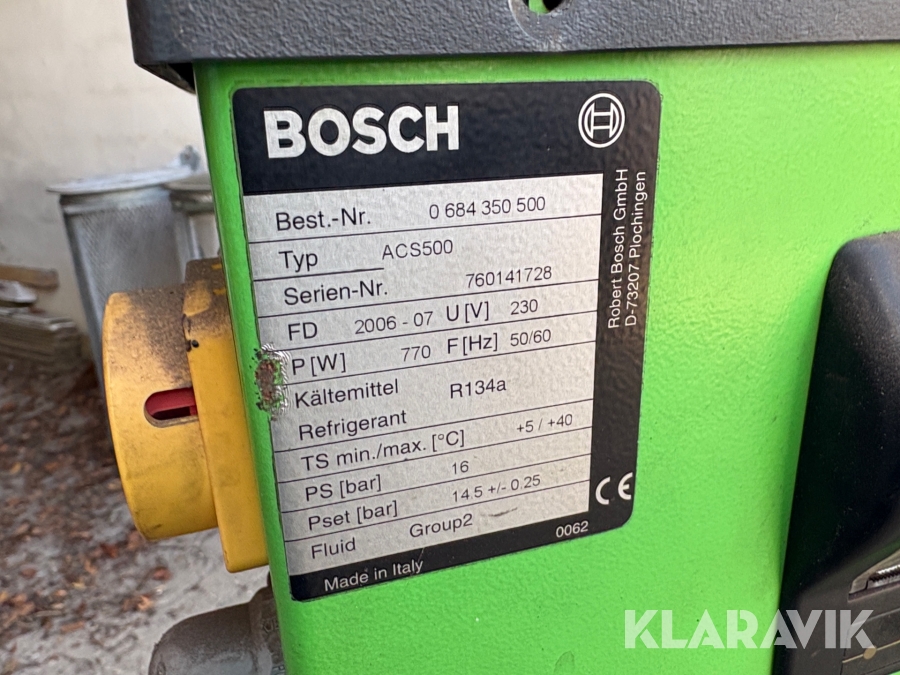 BOSCH
Best.-Nr. 0 684 350 500
Typ ACS500
Serien-Nr. 760141728
FD 2006 - 07 U [V] 230
P [W] 770 F [Hz] 50/60
Kältemittel
Refrigerant R134a
TS min./max. [°C] +5 / +40
PS [bar] 16
Pset [bar] 14.5 +/- 0.25
Fluid Group2
Made in Italy
0062
CE
Robert Bosch GmbH
D-73207 Plochingen
KLARAVIK